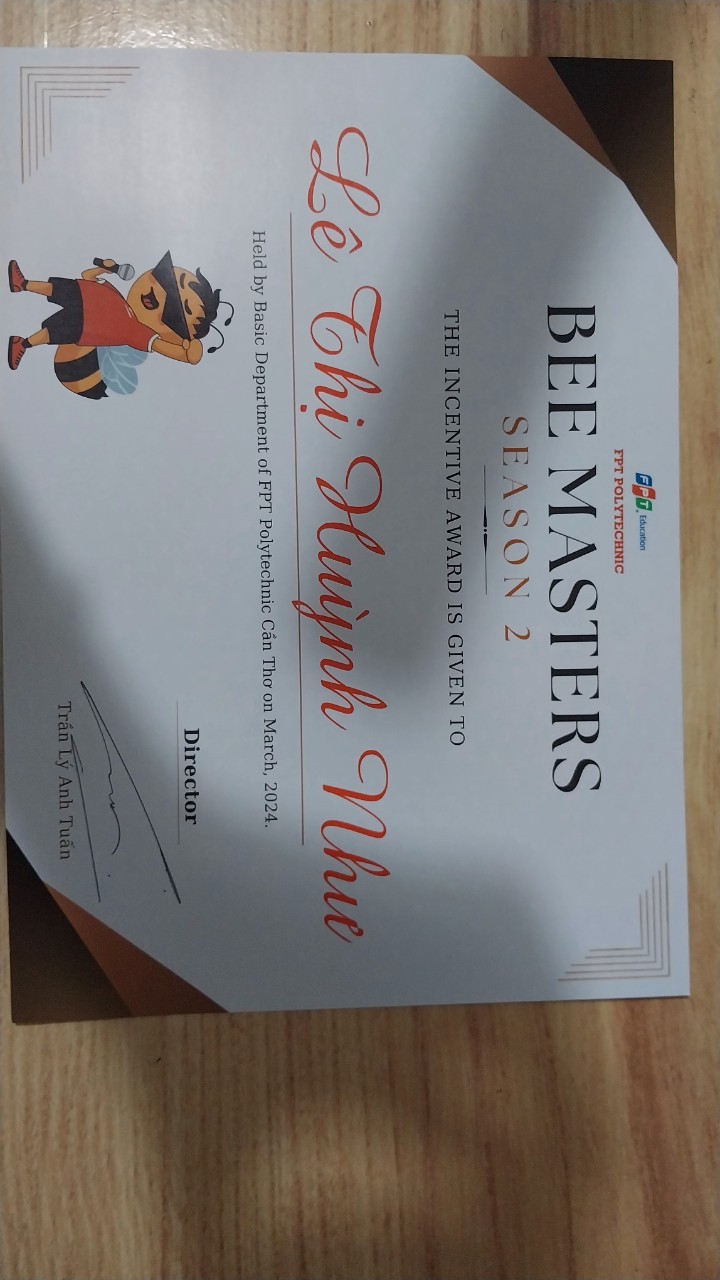 FPT Education
FPT POLYTECHNIC
BEE MASTERS
SEASON 2
THE INCENTIVE AWARD IS GIVEN TO
Lê Thị Huỳnh Như
Held by Basic Department of FPT Polytechnic Cần Thơ on March, 2024.
Director
Trần Lý Anh Tuấn